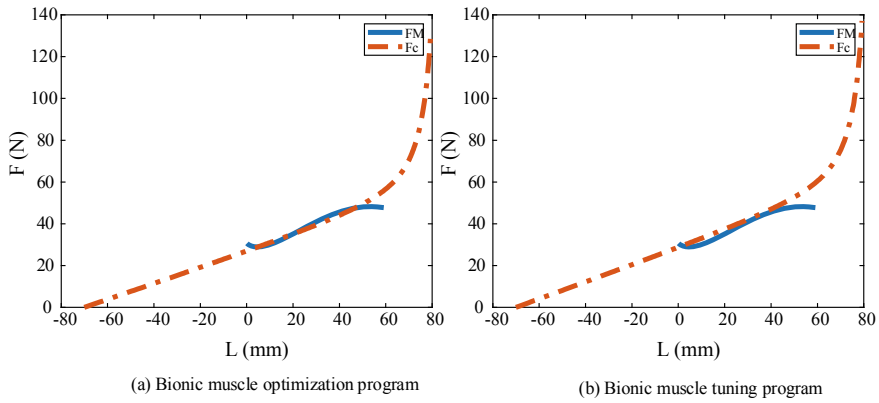 140
120
100
80
60
40
20
0
F (N)
-80 -60 -40 -20 0 20 40 60 80
L (mm)
FM
Fc
(a) Bionic muscle optimization program
140
120
100
80
60
40
20
0
F (N)
-80 -60 -40 -20 0 20 40 60 80
L (mm)
FM
Fc
(b) Bionic muscle tuning program